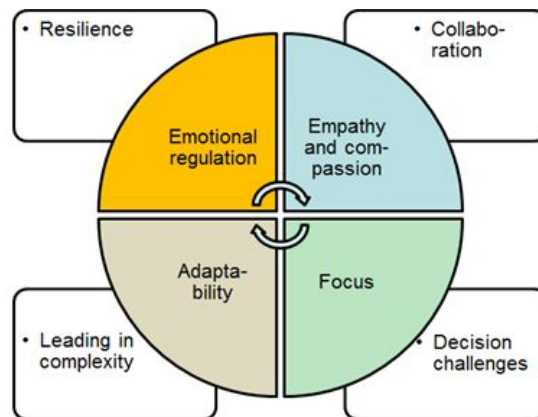 • Resilience
• Collabo-
ration
Emotional
regulation
Empathy
and com-
passion
Adapta-
bility
Focus
• Leading in
complexity
• Decision
challenges